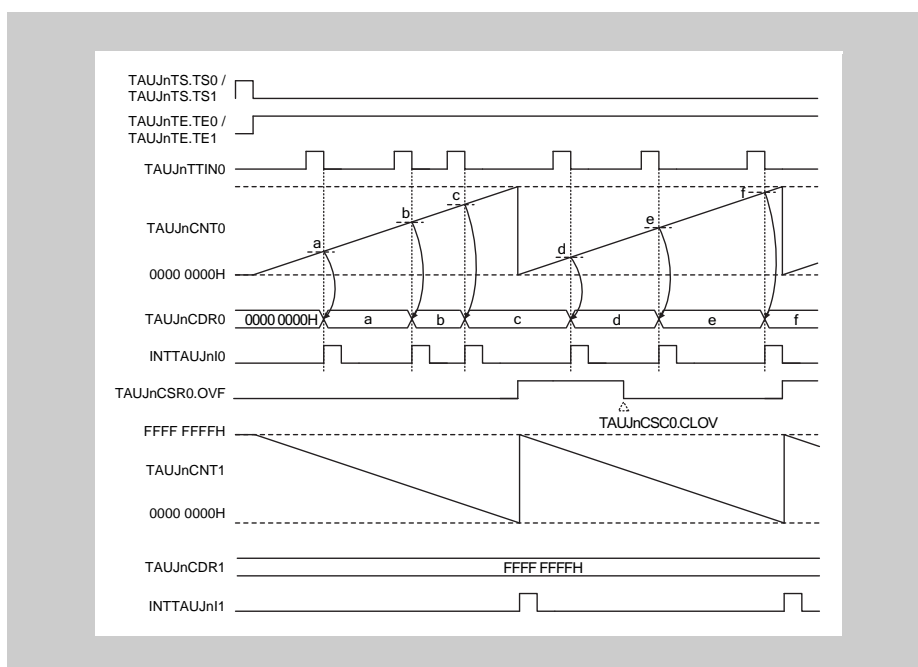 TAUJnTS.TS0 /
TAUJnTS.TS1
TAUJnTE.TE0 /
TAUJnTE.TE1
TAUJnTTIN0
TAUJnCNT0
a
b
c
d
e
f
0000 0000H
TAUJnCDR0
0000 0000H
a
b
c
d
e
f
INTTAUJnI0
TAUJnCSR0.OVF
TAUJnCSC0.CLOV
FFFF FFFFH
TAUJnCNT1
0000 0000H
TAUJnCDR1
FFFF FFFFH
INTTAUJnI1